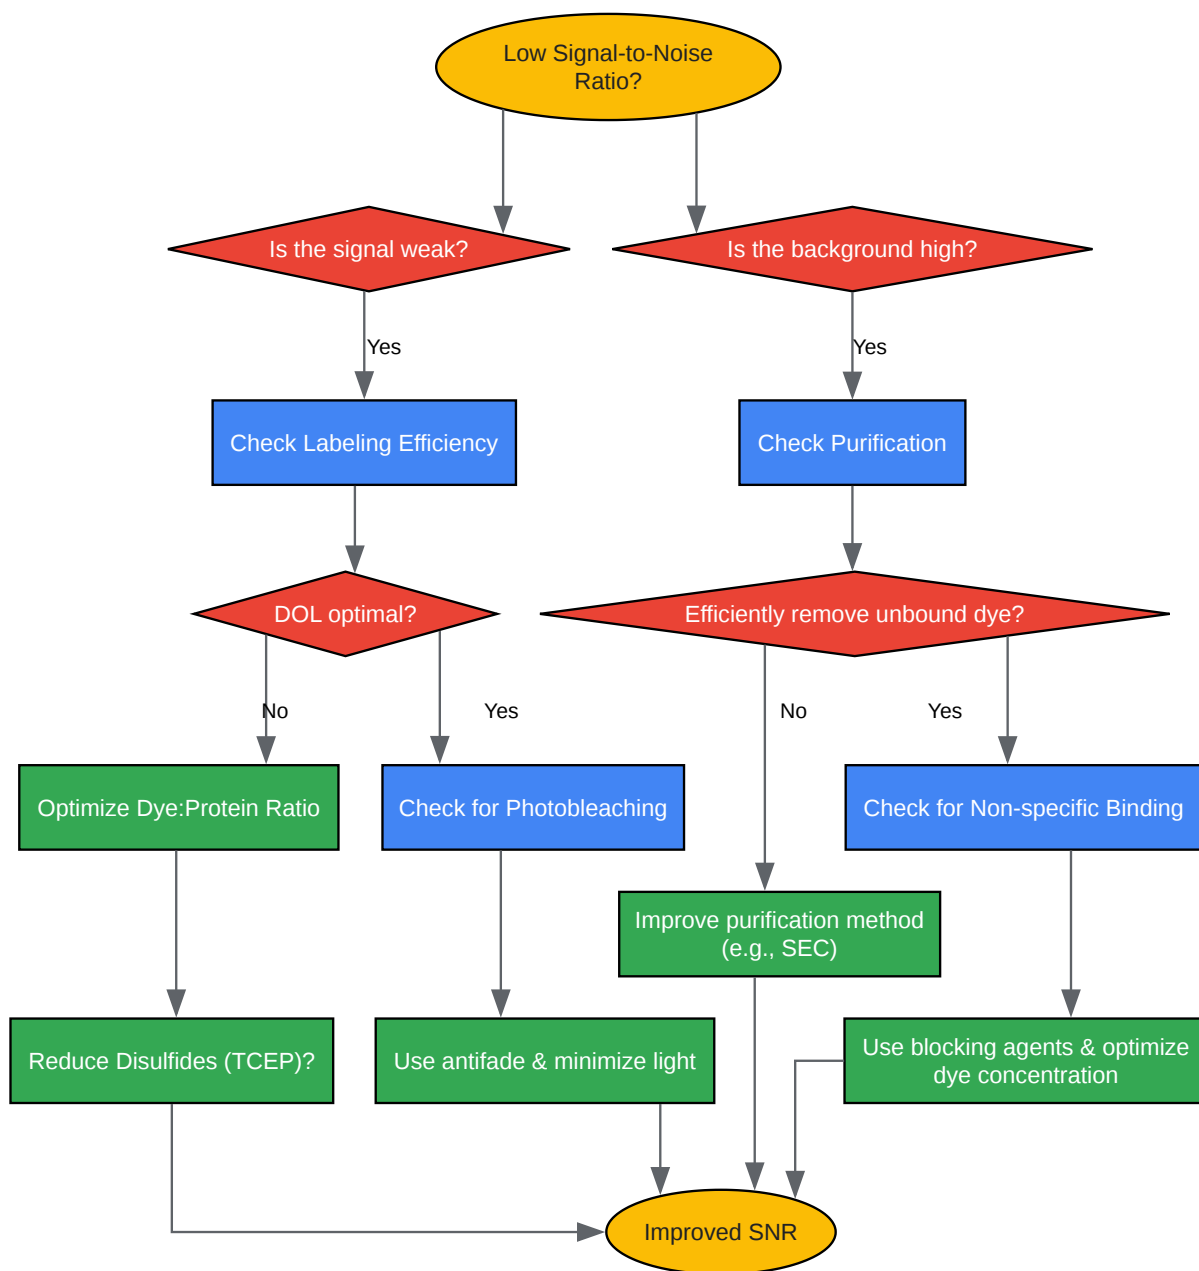 Low Signal-to-Noise
Ratio?
Is the signal weak?
Is the background high?
Yes
Yes
Check Labeling Efficiency
Check Purification
DOL optimal?
Efficiently remove unbound dye?
No
Yes
No
Yes
Optimize Dye:Protein Ratio
Check for Photobleaching
Check for Non-specific Binding
Improve purification method
(e.g., SEC)
Reduce Disulfides (TCEP)?
Use antifade & minimize light
Use blocking agents & optimize
dye concentration
Improved SNR